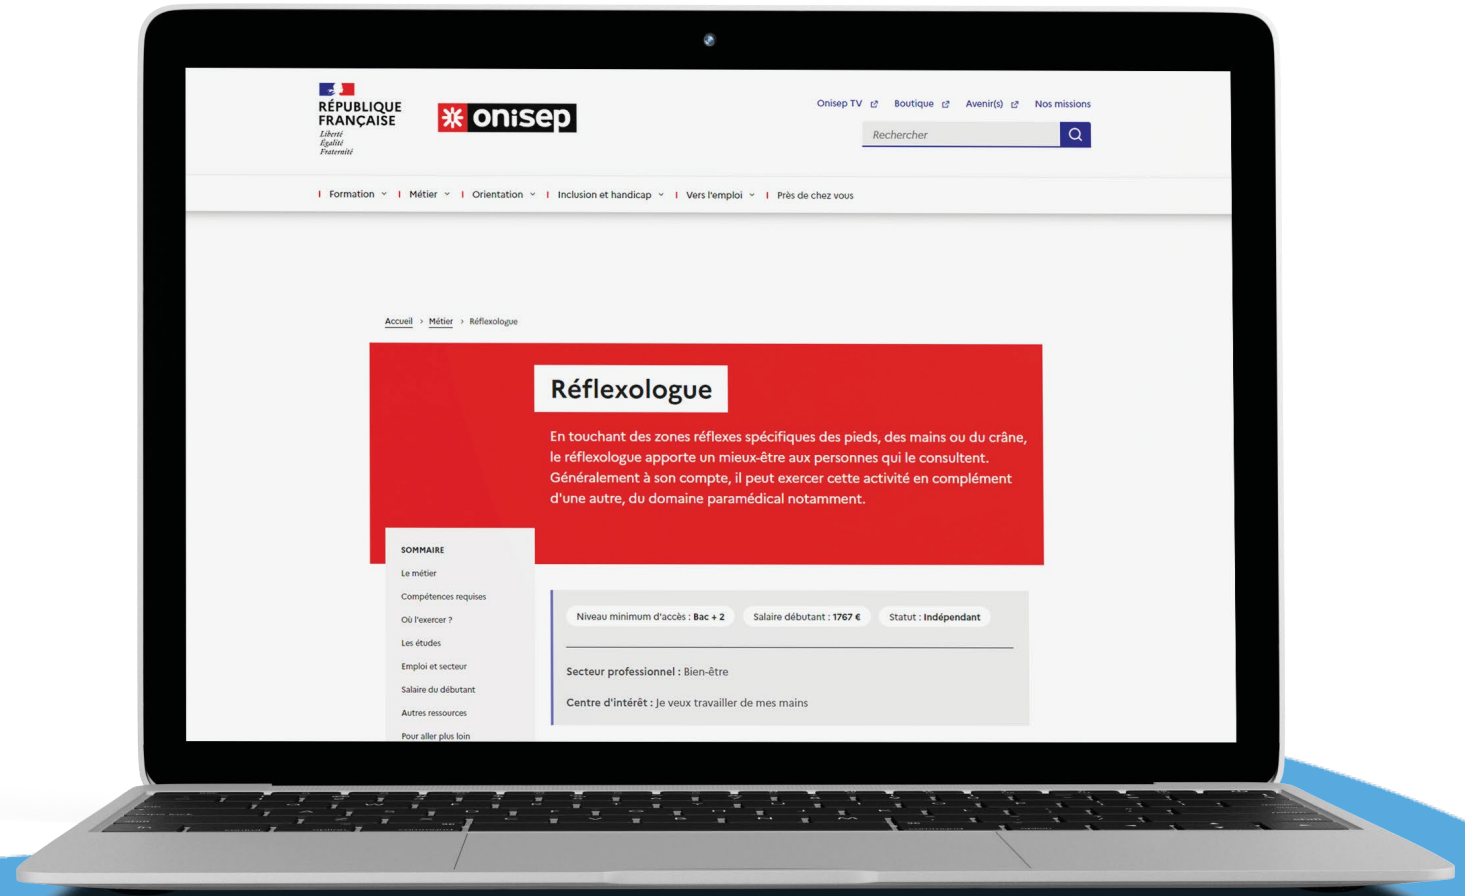 RÉPUBLIQUE
FRANÇAISE
Liberté
Égalité
Fraternité
onisep
Onisep TV Boutique Avenir(s) Nos missions
Rechercher
Formation Métier Orientation Inclusion et handicap Vers l'emploi Près de chez vous
Accueil > Métier > Réflexologue
Réflexologue
En touchant des zones réflexes spécifiques des pieds, des mains ou du crâne,
le réflexologue apporte un mieux-être aux personnes qui le consultent.
Généralement à son compte, il peut exercer cette activité en complément
d'une autre, du domaine paramédical notamment.
SOMMAIRE
Le métier
Compétences requises
Où l'exercer ?
Les études
Emploi et secteur
Salaire du débutant
Autres ressources
Pour aller plus loin
Niveau minimum d'accès : Bac + 2 Salaire débutant : 1767 € Statut : Indépendant
Secteur professionnel : Bien-être
Centre d'intérêt : Je veux travailler de mes mains